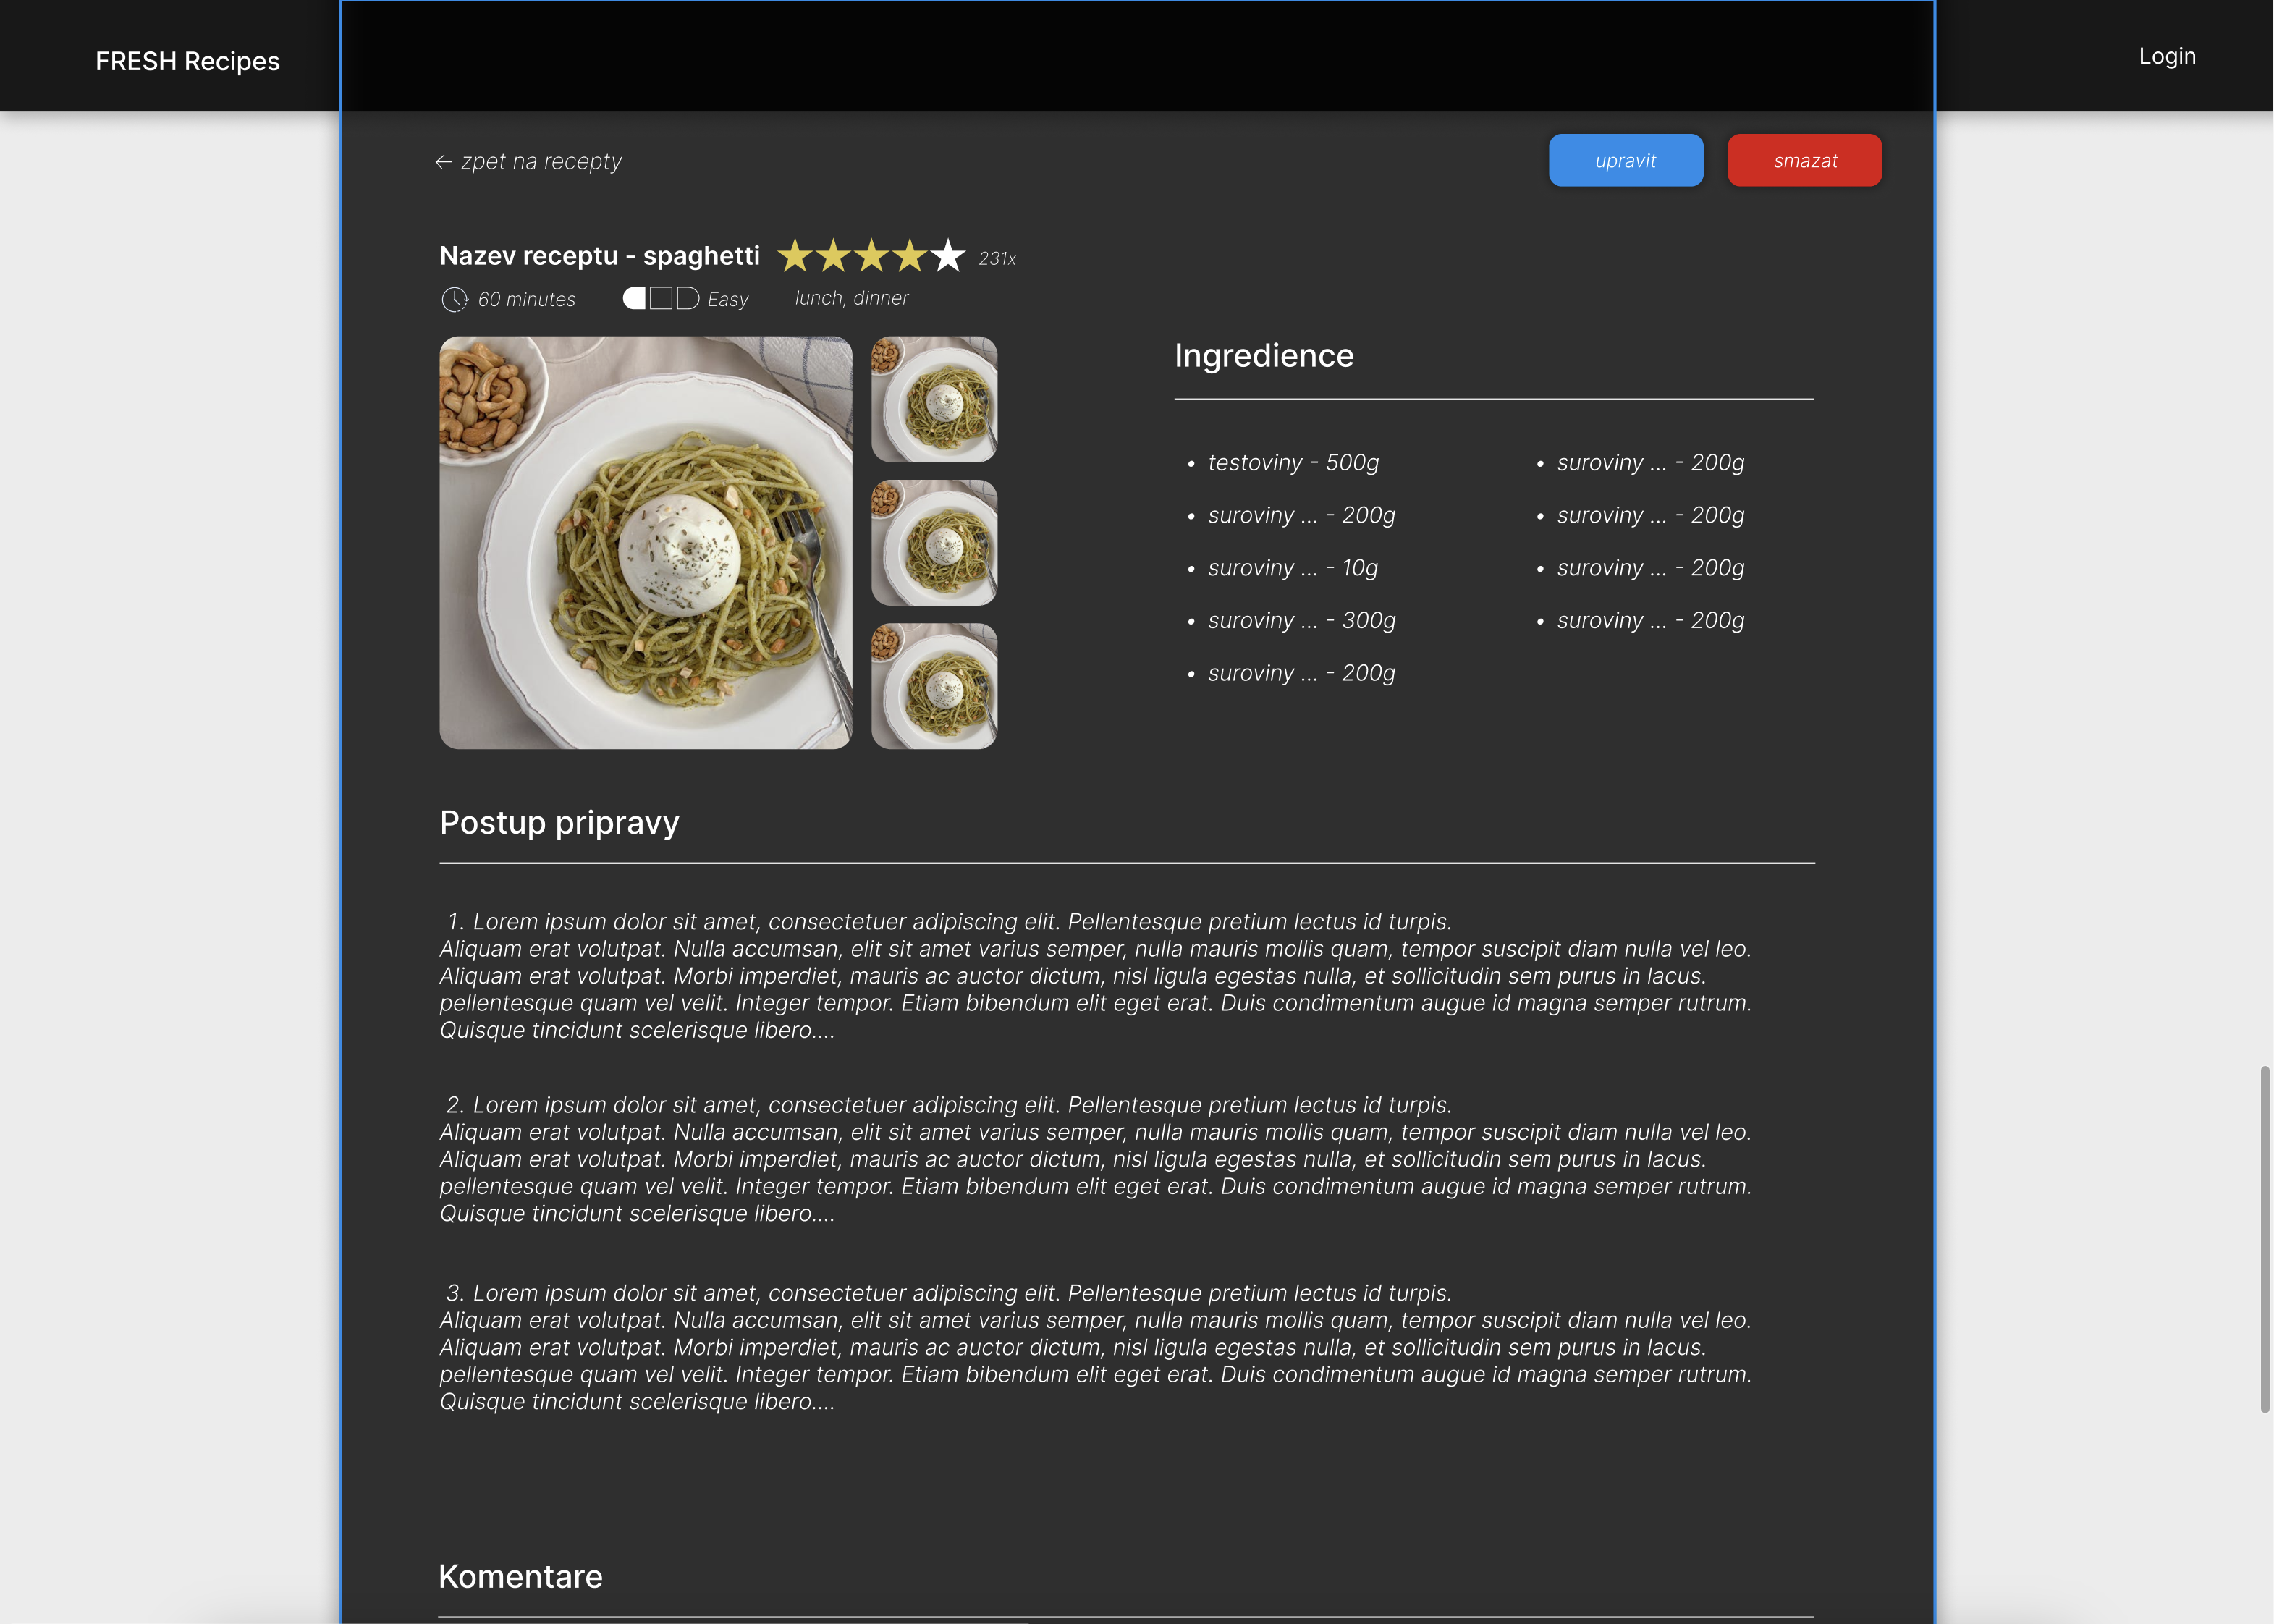 FRESH Recipes
Login
← zpet na recepty
upravit
smazat
Nazev receptu - spaghetti
231x
60 minutes
Easy
lunch, dinner
Ingredience
• testoviny - 500g
• suroviny ... - 200g
• suroviny ... - 10g
• suroviny ... - 300g
• suroviny ... - 200g
• suroviny ... - 200g
• suroviny ... - 200g
• suroviny ... - 200g
• suroviny ... - 200g
Postup pripravy
1. Lorem ipsum dolor sit amet, consectetuer adipiscing elit. Pellentesque pretium lectus id turpis.
Aliquam erat volutpat. Nulla accumsan, elit sit amet varius semper, nulla mauris mollis quam, tempor suscipit diam nulla vel leo.
Aliquam erat volutpat. Morbi imperdiet, mauris ac auctor dictum, nisl ligula egestas nulla, et sollicitudin sem purus in lacus.
pellentesque quam vel velit. Integer tempor. Etiam bibendum elit eget erat. Duis condimentum augue id magna semper rutrum.
Quisque tincidunt scelerisque libero....
2. Lorem ipsum dolor sit amet, consectetuer adipiscing elit. Pellentesque pretium lectus id turpis.
Aliquam erat volutpat. Nulla accumsan, elit sit amet varius semper, nulla mauris mollis quam, tempor suscipit diam nulla vel leo.
Aliquam erat volutpat. Morbi imperdiet, mauris ac auctor dictum, nisl ligula egestas nulla, et sollicitudin sem purus in lacus.
pellentesque quam vel velit. Integer tempor. Etiam bibendum elit eget erat. Duis condimentum augue id magna semper rutrum.
Quisque tincidunt scelerisque libero....
3. Lorem ipsum dolor sit amet, consectetuer adipiscing elit. Pellentesque pretium lectus id turpis.
Aliquam erat volutpat. Nulla accumsan, elit sit amet varius semper, nulla mauris mollis quam, tempor suscipit diam nulla vel leo.
Aliquam erat volutpat. Morbi imperdiet, mauris ac auctor dictum, nisl ligula egestas nulla, et sollicitudin sem purus in lacus.
pellentesque quam vel velit. Integer tempor. Etiam bibendum elit eget erat. Duis condimentum augue id magna semper rutrum.
Quisque tincidunt scelerisque libero....
Komentare